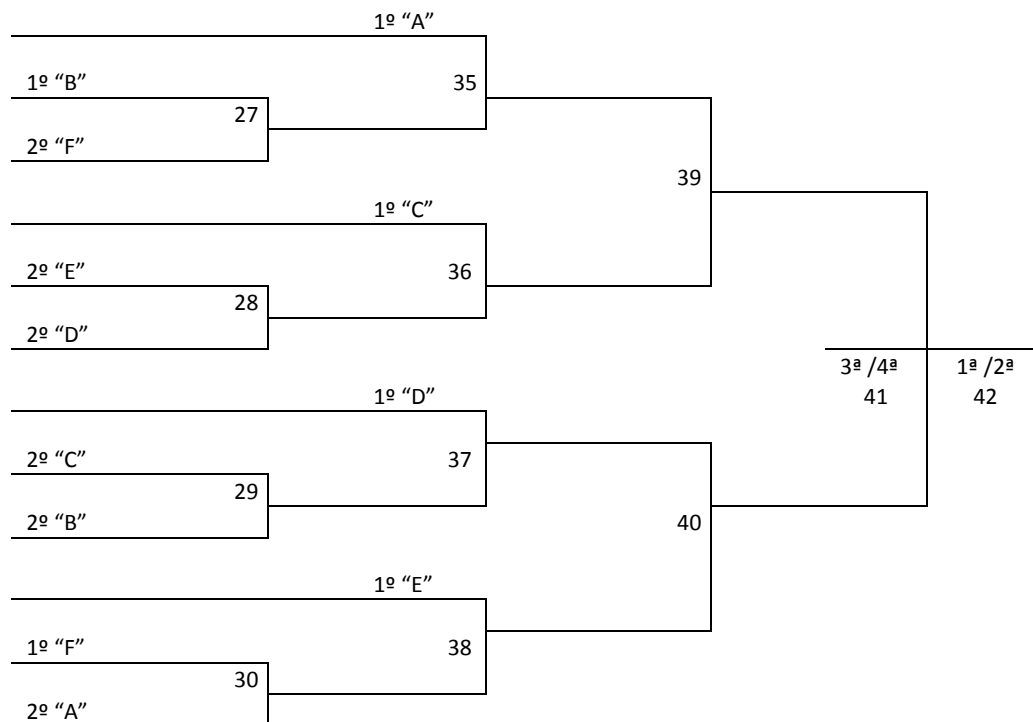 1º “A”
1º “B”
35
27
2º “F”
39
1º “C”
2º “E”
36
28
2º “D”
3ª /4ª 1ª /2ª
41 42
1º “D”
2º “C”
37
29
2º “B”
40
1º “E”
1º “F”
38
30
2º “A”